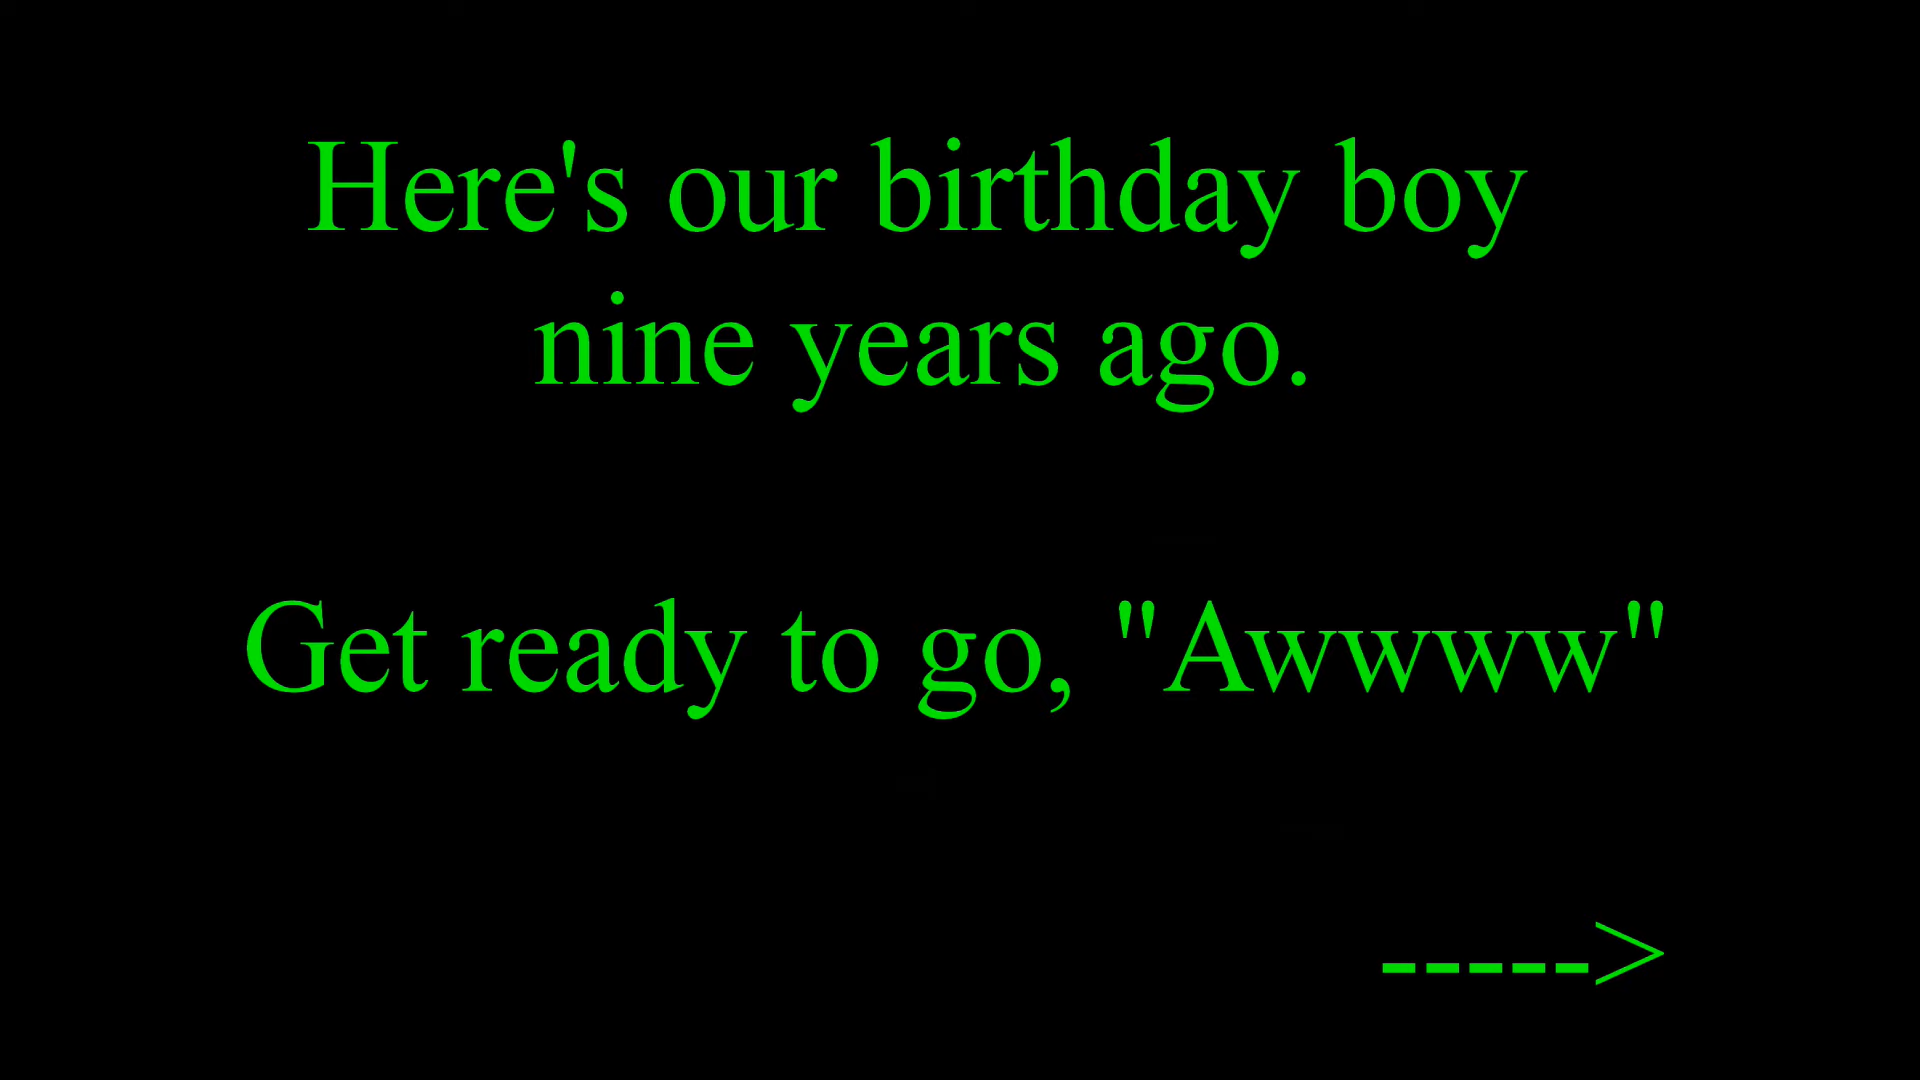 Here's our birthday boy
nine years ago.
Get ready to go, "Awwww"
----->